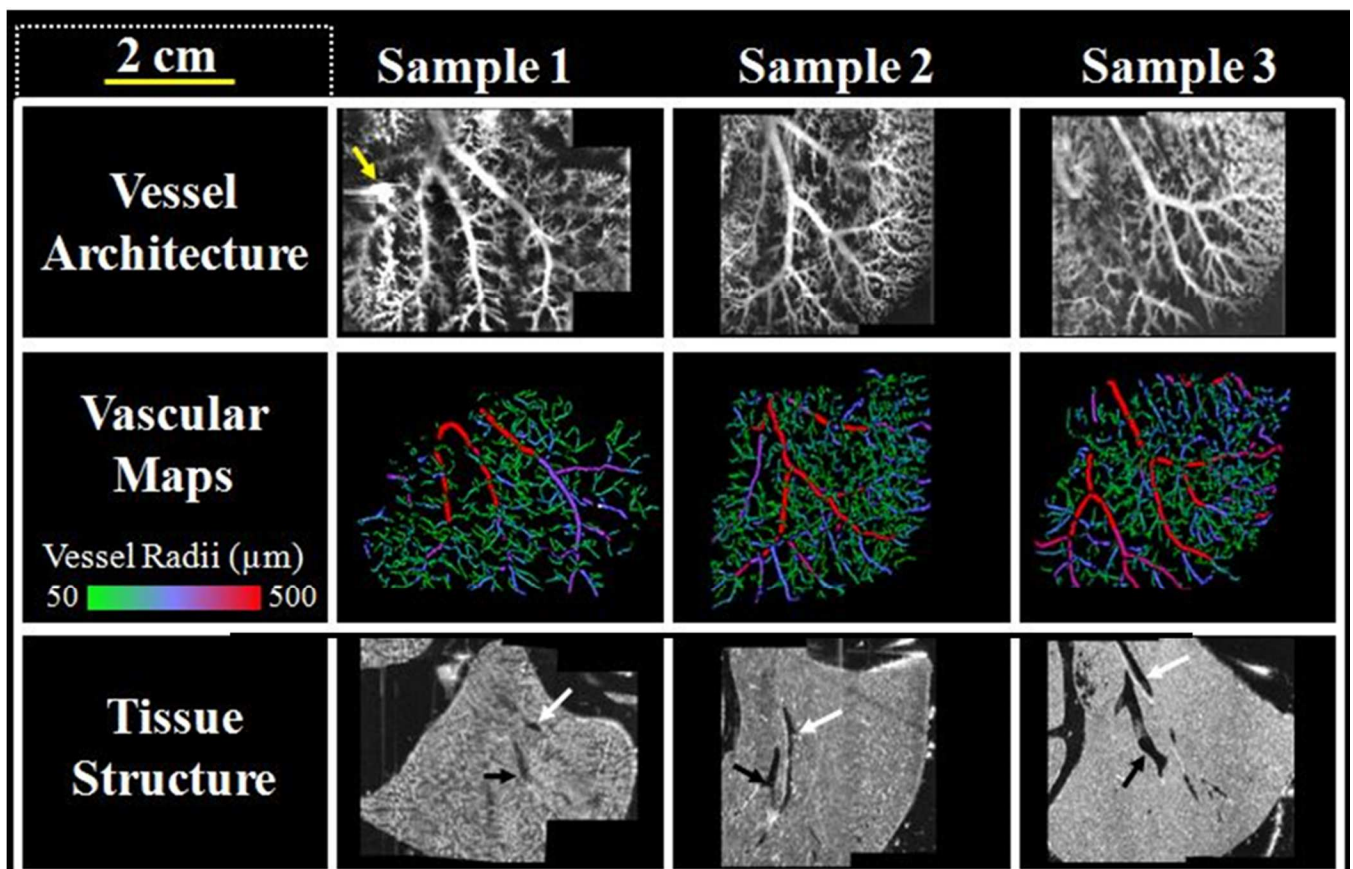 2 cm
Sample 1
Sample 2
Sample 3
Vessel
Architecture
Vascular
Maps
Vessel Radii (µm)
50
500
Tissue
Structure